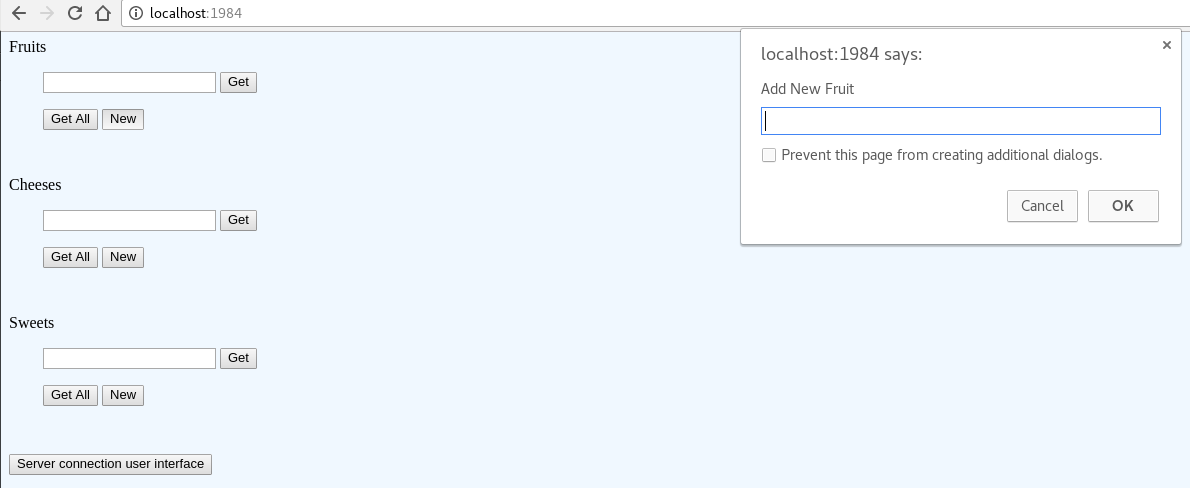 localhost:1984
Fruits
Get
Get All New
Cheeses
Get
Get All New
Sweets
Get
Get All New
Server connection user interface
localhost:1984 says:
Add New Fruit
Prevent this page from creating additional dialogs.
Cancel OK